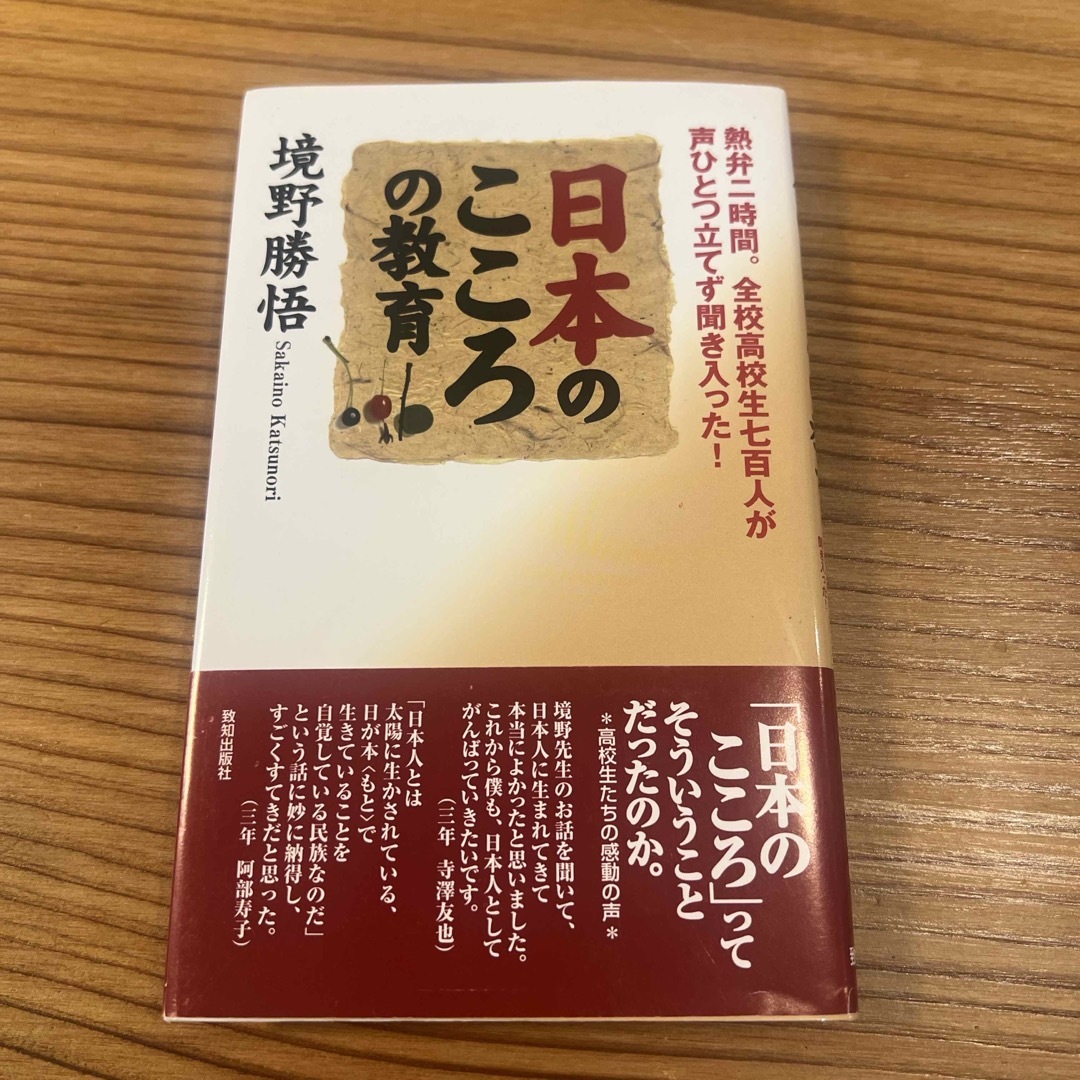 熱弁二時間。全校高校生七百人が
声ひとつ立てず聞き入った！
日本の
こころ
の教育
境野勝悟
Sakaino Katsunori
「日本の
こころ」って
そういうこと
だったのか。
＊高校生たちの感動の声＊
境野先生のお話を聞いて、
日本人に生まれてきて
本当によかったと思いました。
これから僕も、日本人として
がんばっていきたいです。
（三年　寺澤友也）
「日本人とは
太陽に生かされている、
日が本〈もと〉で
生きていることを
自覚している民族なのだ」
という話に妙に納得し、
すごくすてきだと思った。
（三年　阿部寿子）
致知出版社